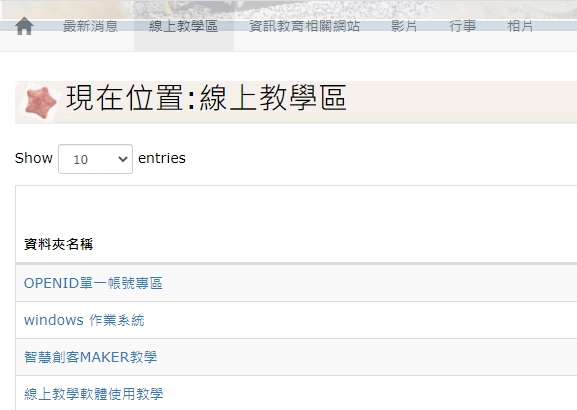 最新消息 線上教學區 資訊教育相關網站 影片 行事 相片
現在位置:線上教學區
Show 10 entries
資料夾名稱
OPENID單一帳號專區
windows 作業系統
智慧創客MAKER教學
線上教學軟體使用教學